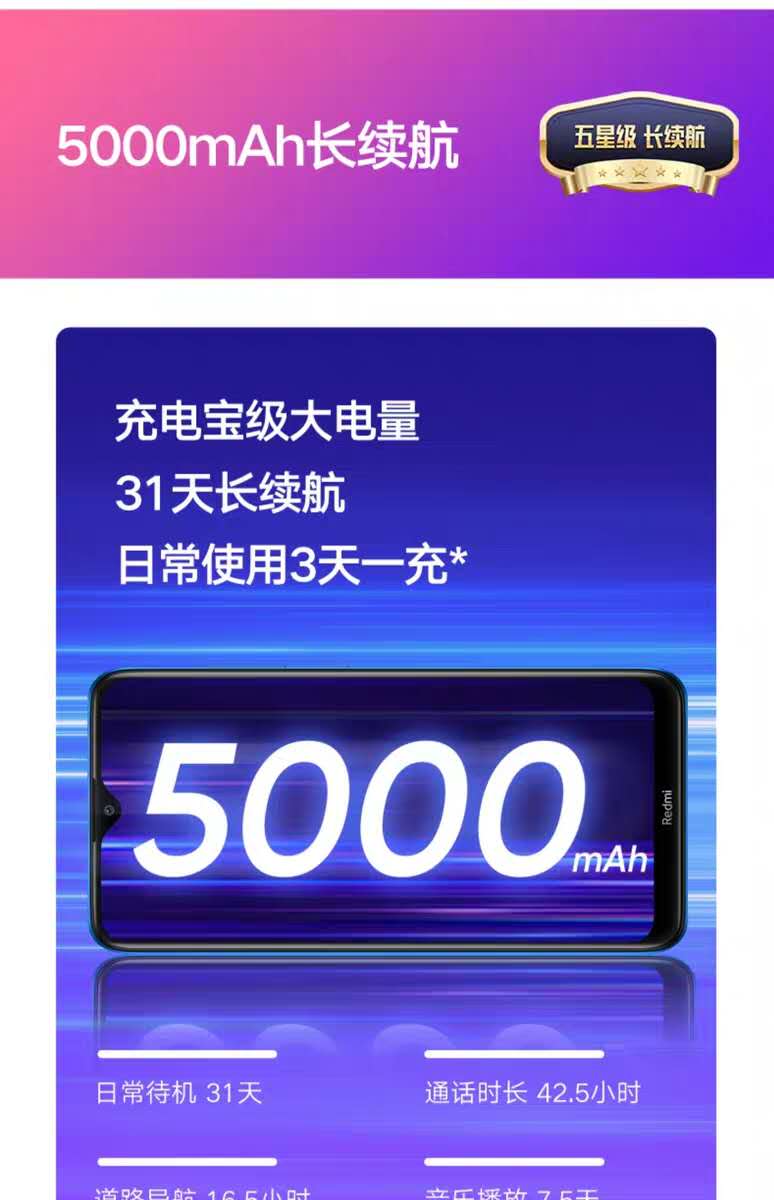 5000mAh长续航
五星级 长续航
充电宝级大电量
31天长续航
日常使用3天一充*
5000
mAh
Redmi
日常待机 31天
通话时长 42.5小时
道路导航 16.5小时
音乐播放 7.5天